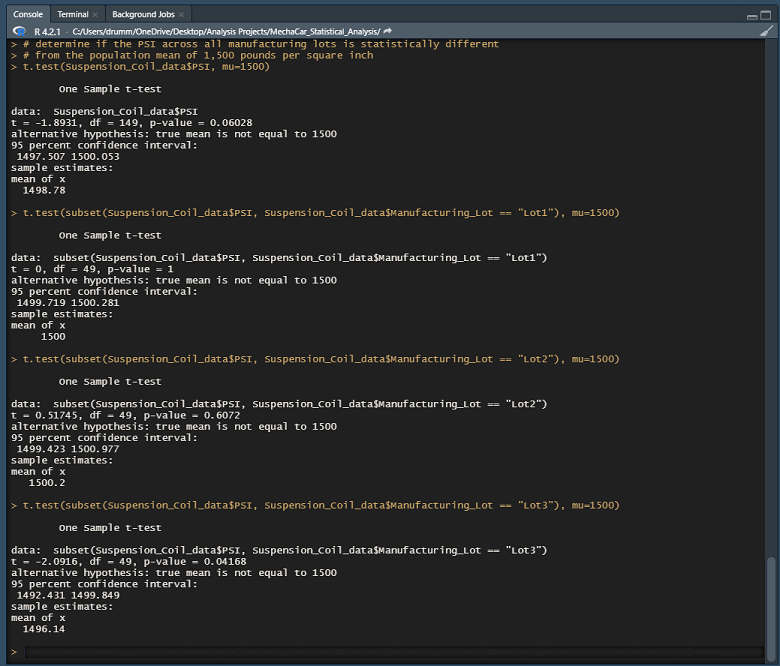 Console Terminal × Background Jobs ×
R 4.2.1 · C:/Users/drumm/OneDrive/Desktop/Analysis Projects/MechaCar_Statistical_Analysis/
> # determine if the PSI across all manufacturing lots is statistically different
> # from the population mean of 1,500 pounds per square inch
> t.test(Suspension_Coil_data$PSI, mu=1500)
One Sample t-test
data: Suspension_Coil_data$PSI
t = -1.8931, df = 149, p-value = 0.06028
alternative hypothesis: true mean is not equal to 1500
95 percent confidence interval:
1497.507 1500.053
sample estimates:
mean of x
1498.78
> t.test(subset(Suspension_Coil_data$PSI, Suspension_Coil_data$Manufacturing_Lot == "Lot1"), mu=1500)
One Sample t-test
data: subset(Suspension_Coil_data$PSI, Suspension_Coil_data$Manufacturing_Lot == "Lot1")
t = 0, df = 49, p-value = 1
alternative hypothesis: true mean is not equal to 1500
95 percent confidence interval:
1499.719 1500.281
sample estimates:
mean of x
1500
> t.test(subset(Suspension_Coil_data$PSI, Suspension_Coil_data$Manufacturing_Lot == "Lot2"), mu=1500)
One Sample t-test
data: subset(Suspension_Coil_data$PSI, Suspension_Coil_data$Manufacturing_Lot == "Lot2")
t = 0.51745, df = 49, p-value = 0.6072
alternative hypothesis: true mean is not equal to 1500
95 percent confidence interval:
1499.423 1500.977
sample estimates:
mean of x
1500.2
> t.test(subset(Suspension_Coil_data$PSI, Suspension_Coil_data$Manufacturing_Lot == "Lot3"), mu=1500)
One Sample t-test
data: subset(Suspension_Coil_data$PSI, Suspension_Coil_data$Manufacturing_Lot == "Lot3")
t = -2.0916, df = 49, p-value = 0.04168
alternative hypothesis: true mean is not equal to 1500
95 percent confidence interval:
1492.431 1499.849
sample estimates:
mean of x
1496.14
>